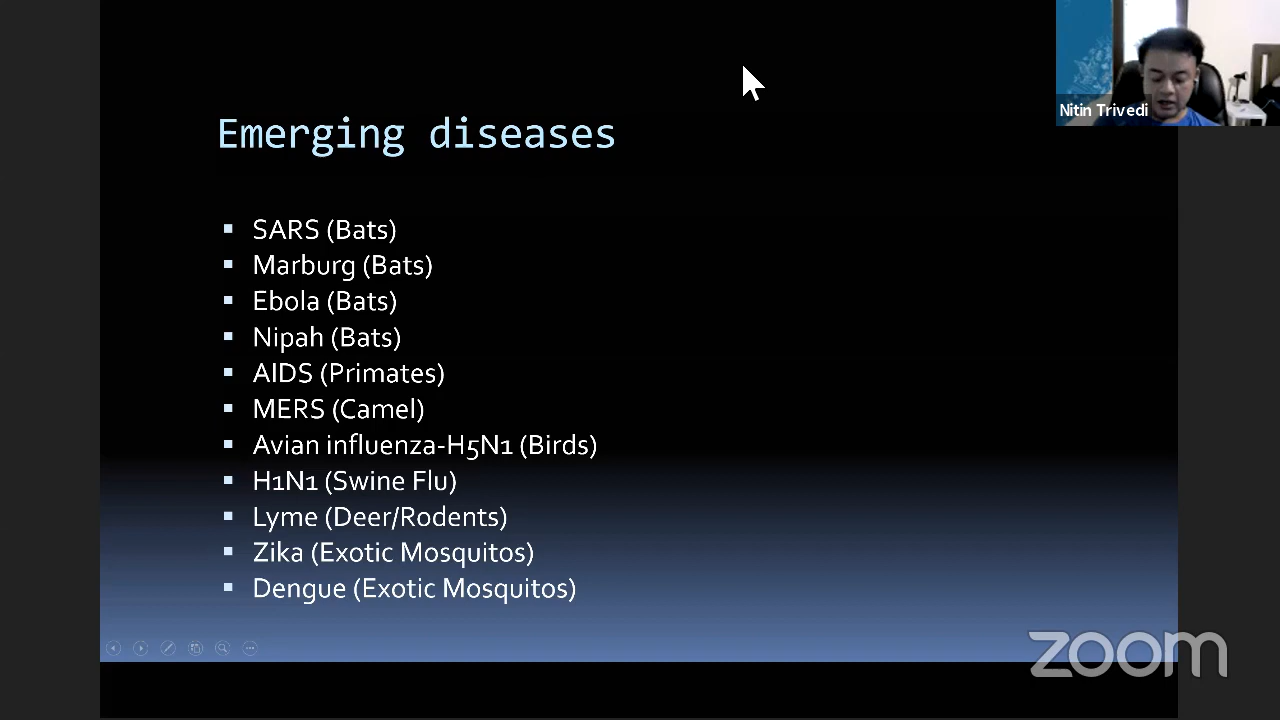 Nitin Trivedi
Emerging diseases
SARS (Bats)
Marburg (Bats)
Ebola (Bats)
Nipah (Bats)
AIDS (Primates)
MERS (Camel)
Avian influenza-H5N1 (Birds)
H1N1 (Swine Flu)
Lyme (Deer/Rodents)
Zika (Exotic Mosquitos)
Dengue (Exotic Mosquitos)
zoom